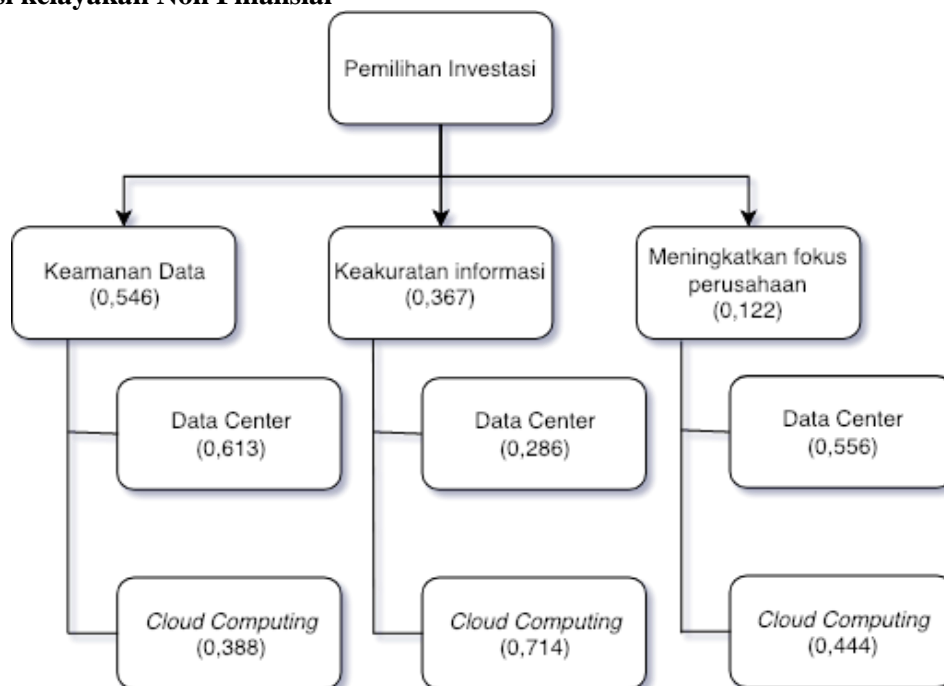 kelayakan Non Finansial
Pemilihan Investasi
Keamanan Data
(0,546)
Keakuratan informasi
(0,367)
Meningkatkan fokus
perusahaan
(0,122)
Data Center
(0,613)
Data Center
(0,286)
Data Center
(0,556)
Cloud Computing
(0,388)
Cloud Computing
(0,714)
Cloud Computing
(0,444)